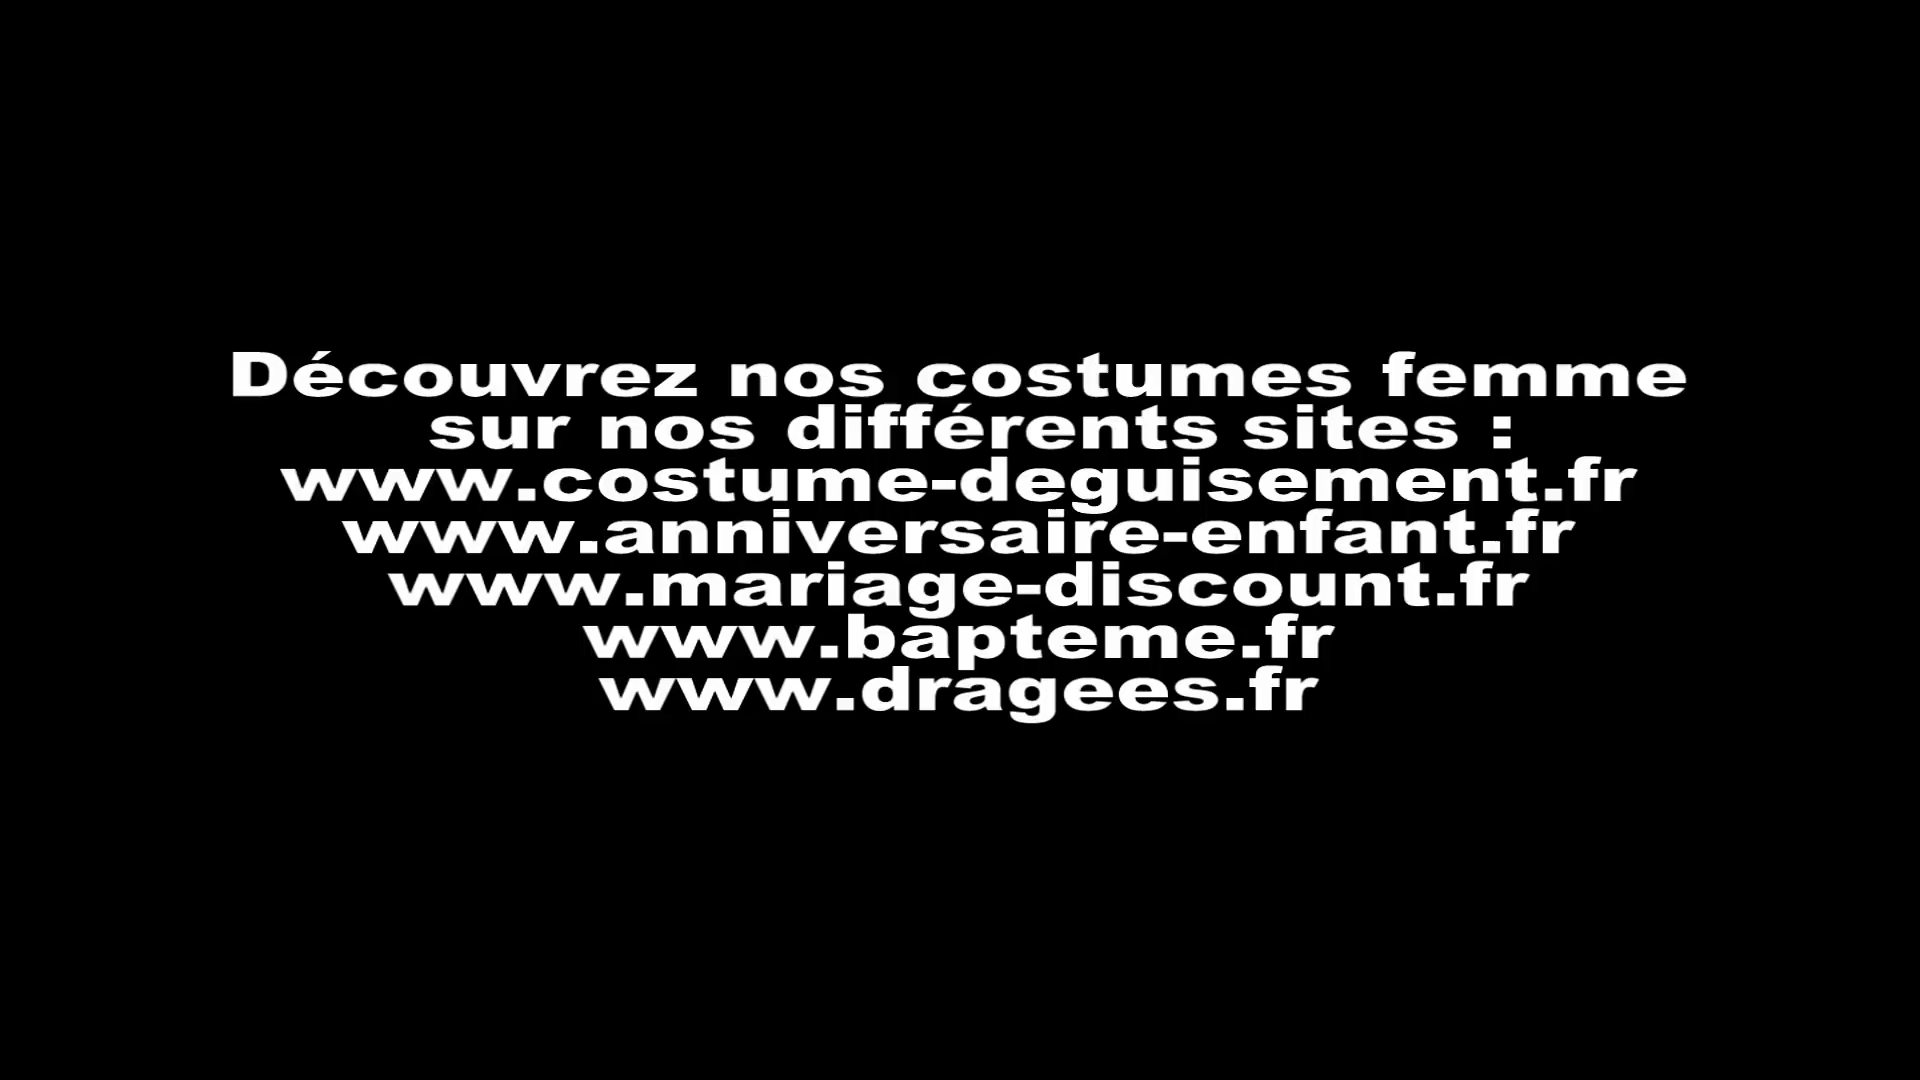 Découvrez nos costumes femme
sur nos différents sites :
www.costume-deguisement.fr
www.anniversaire-enfant.fr
www.mariage-discount.fr
www.bapteme.fr
www.dragees.fr